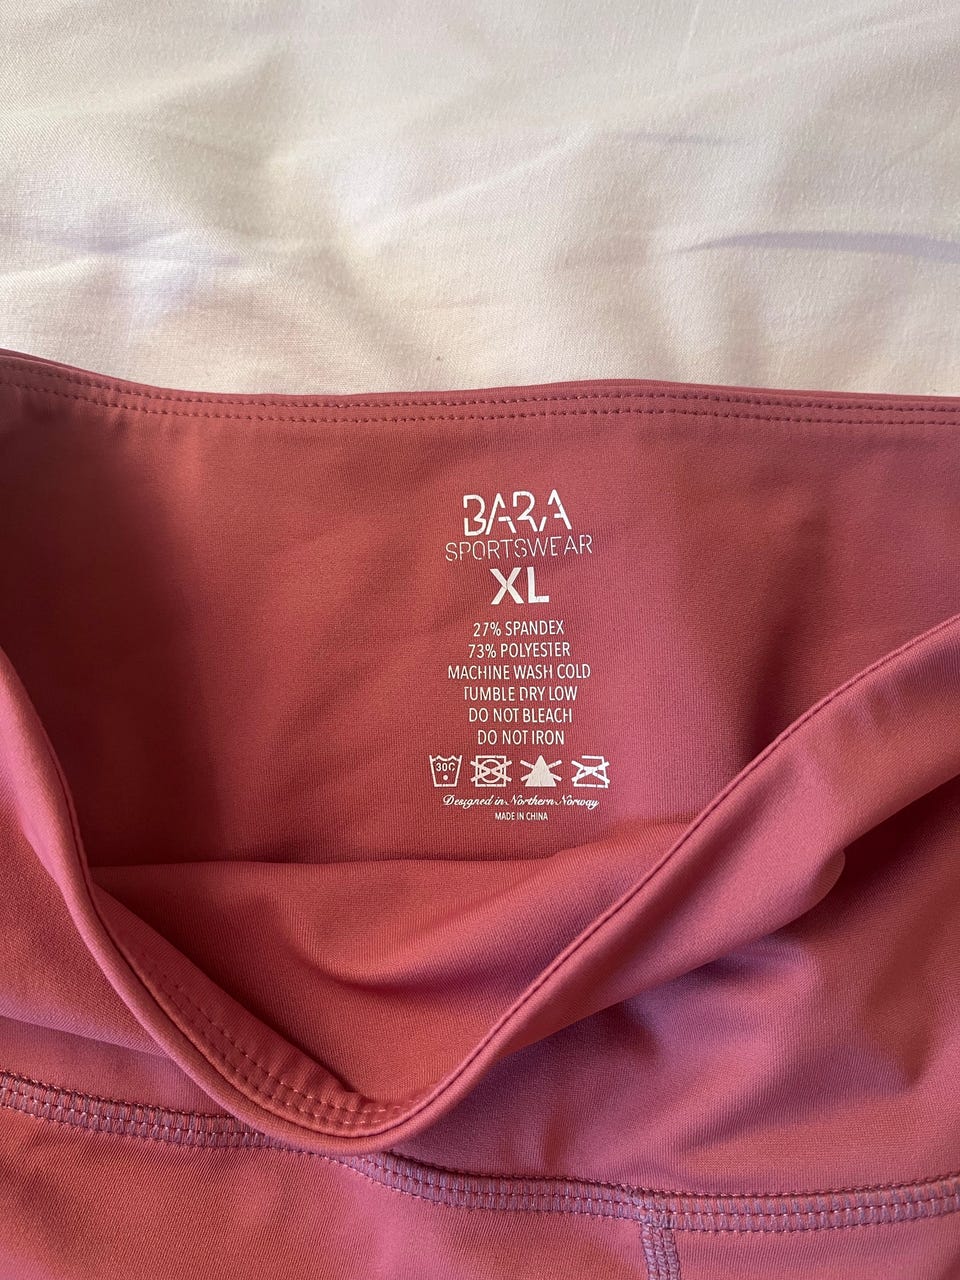 BARA
SPORTSWEAR
XL
27% SPANDEX
73% POLYESTER
MACHINE WASH COLD
TUMBLE DRY LOW
DO NOT BLEACH
DO NOT IRON
30C
Designed in Northern Norway
MADE IN CHINA